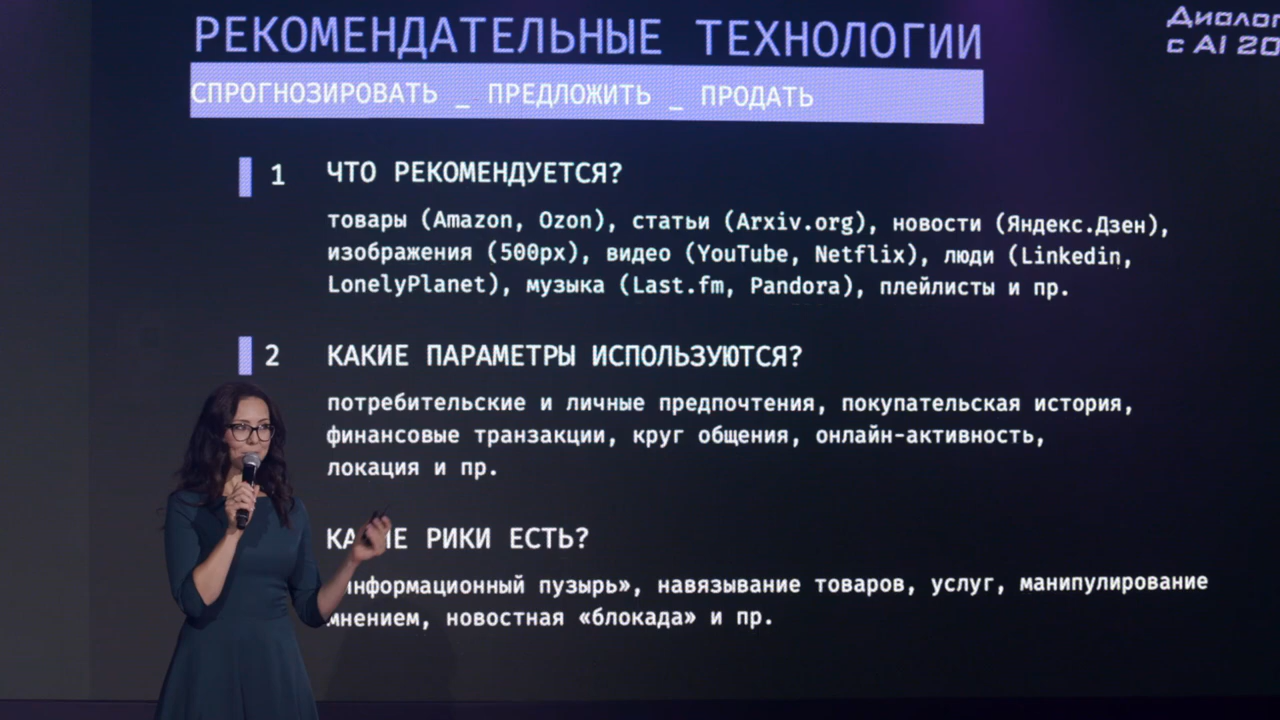 РЕКОМЕНДАТЕЛЬНЫЕ ТЕХНОЛОГИИ
Диалог
с AI 20
СПРОГНОЗИРОВАТЬ _ ПРЕДЛОЖИТЬ _ ПРОДАТЬ
1 ЧТО РЕКОМЕНДУЕТСЯ?
товары (Amazon, Ozon), статьи (Arxiv.org), новости (Яндекс.Дзен),
изображения (500px), видео (YouTube, Netflix), люди (Linkedin,
LonelyPlanet), музыка (Last.fm, Pandora), плейлисты и пр.
2 КАКИЕ ПАРАМЕТРЫ ИСПОЛЬЗУЮТСЯ?
потребительские и личные предпочтения, покупательская история,
финансовые транзакции, круг общения, онлайн-активность,
локация и пр.
РИКИ ЕСТЬ?
информационный пузырь», навязывание товаров, услуг, манипулирование
мнением, новостная «блокада» и пр.